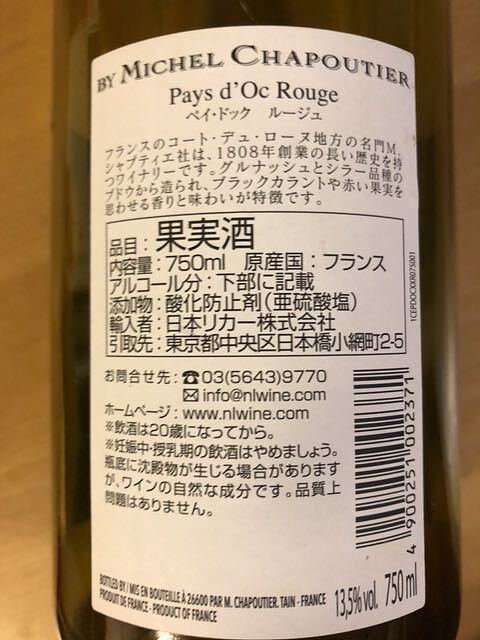 BY MICHEL CHAPOUTIER
Pays d'Oc Rouge
ペイ・ドック ルージュ
フランスのコート・デュ・ローヌ地方の名門M.
シャプティエ社は、1808年創業の長い歴史を持
つワイナリーです。グルナッシュとシラー品種の
ブドウから造られ、ブラックカラントや赤い果実を
思わせる香りと味わいが特徴です。
品目：果実酒
内容量：750ml 原産国：フランス
アルコール分：下部に記載
添加物：酸化防止剤（亜硫酸塩）
輸入者：日本リカー株式会社
引取先：東京都中央区日本橋小網町2-5
1CEPDOCXXR075001
お問合せ先：☎03(5643)9770
✉info@nlwine.com
ホームページ：www.nlwine.com
※飲酒は20歳になってから。
※妊娠中・授乳期の飲酒はやめましょう。
瓶底に沈殿物が生じる場合があります
が、ワインの自然な成分です。品質上
問題はありません。
4 900251 002371
BOTTLED BY / MIS EN BOUTEILLE À 26600 PAR M. CHAPOUTIER. TAIN - FRANCE
PRODUIT DE FRANCE - PRODUCT OF FRANCE
13,5% vol. 750 ml